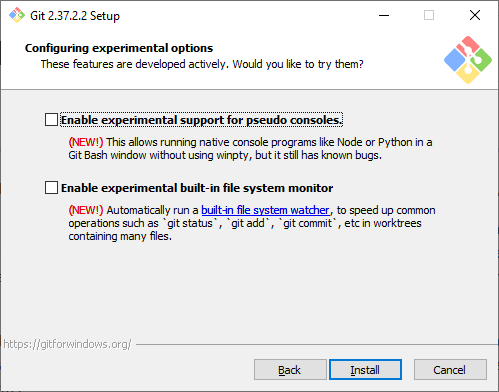 Git 2.37.2.2 Setup
Configuring experimental options
These features are developed actively. Would you like to try them?
Enable experimental support for pseudo consoles.
(NEW!) This allows running native console programs like Node or Python in a
Git Bash window without using winpty, but it still has known bugs.
Enable experimental built-in file system monitor
(NEW!) Automatically run a built-in file system watcher, to speed up common
operations such as `git status`, `git add`, `git commit`, etc in worktrees
containing many files.
https://gitforwindows.org/
Back Install Cancel